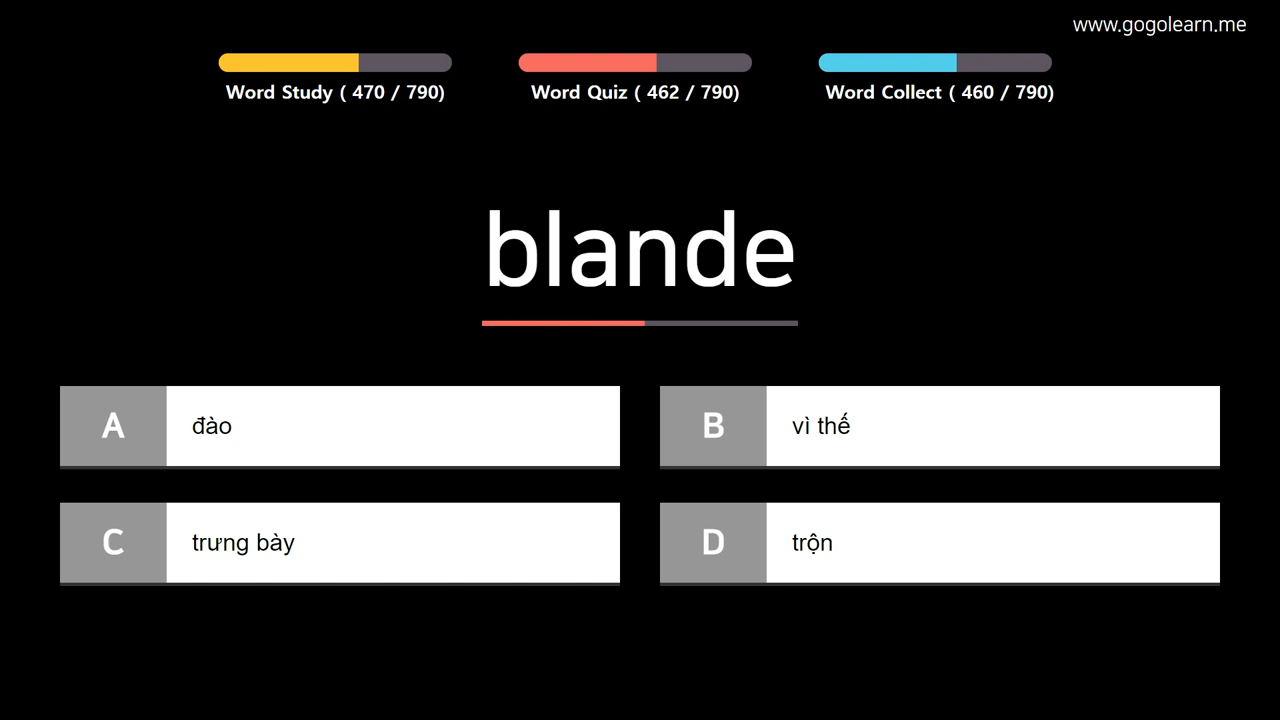 www.gogolearn.me
Word Study ( 470 / 790)
Word Quiz ( 462 / 790)
Word Collect ( 460 / 790)
blande
A đào
B vì thế
C trưng bày
D trộn